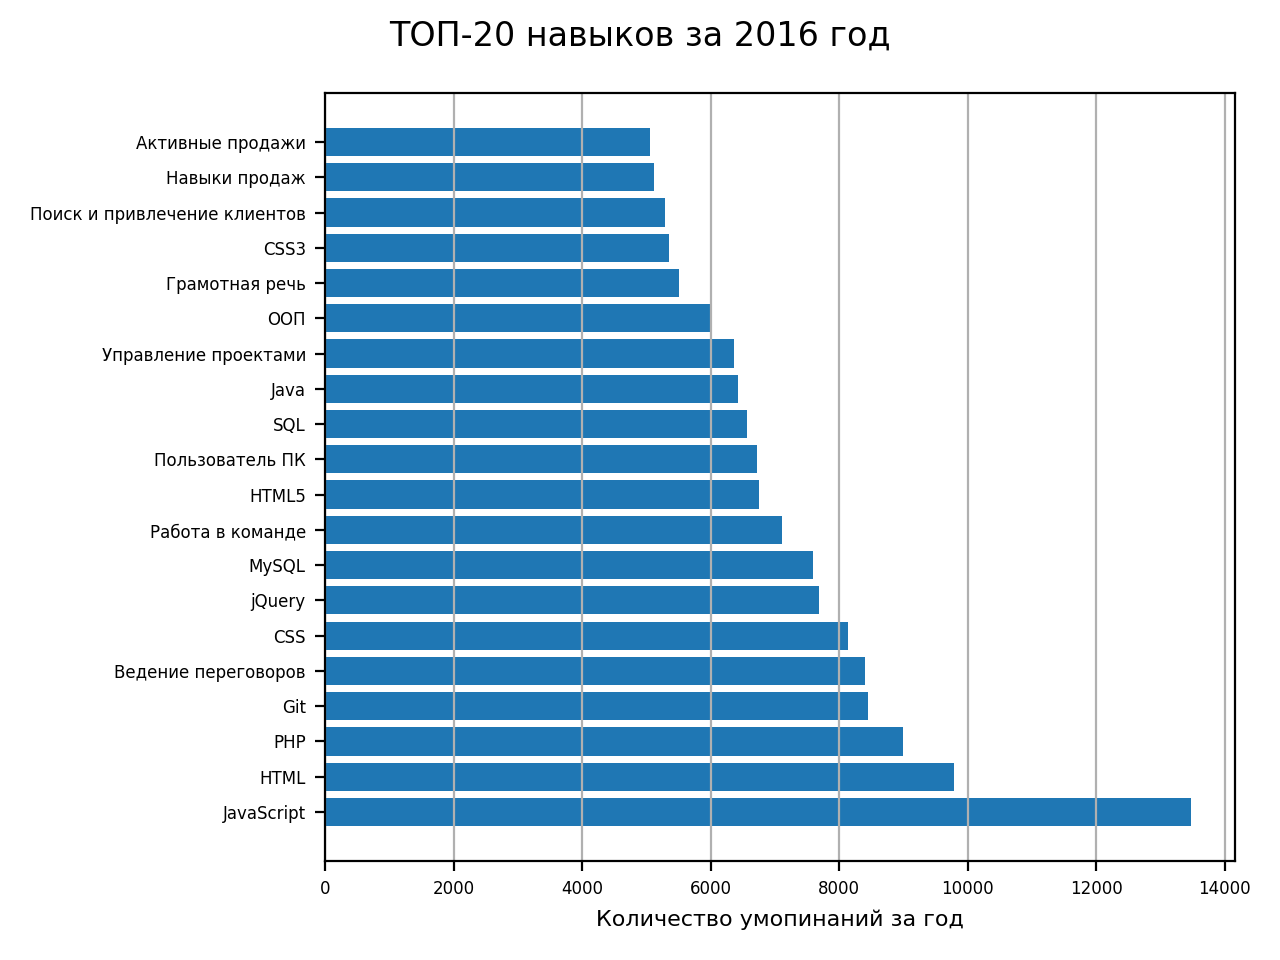 ТОП-20 навыков за 2016 год
Активные продажи
Навыки продаж
Поиск и привлечение клиентов
CSS3
Грамотная речь
ООП
Управление проектами
Java
SQL
Пользователь ПК
HTML5
Работа в команде
MySQL
jQuery
CSS
Ведение переговоров
Git
PHP
HTML
JavaScript
0 2000 4000 6000 8000 10000 12000 14000
Количество умопинаний за год